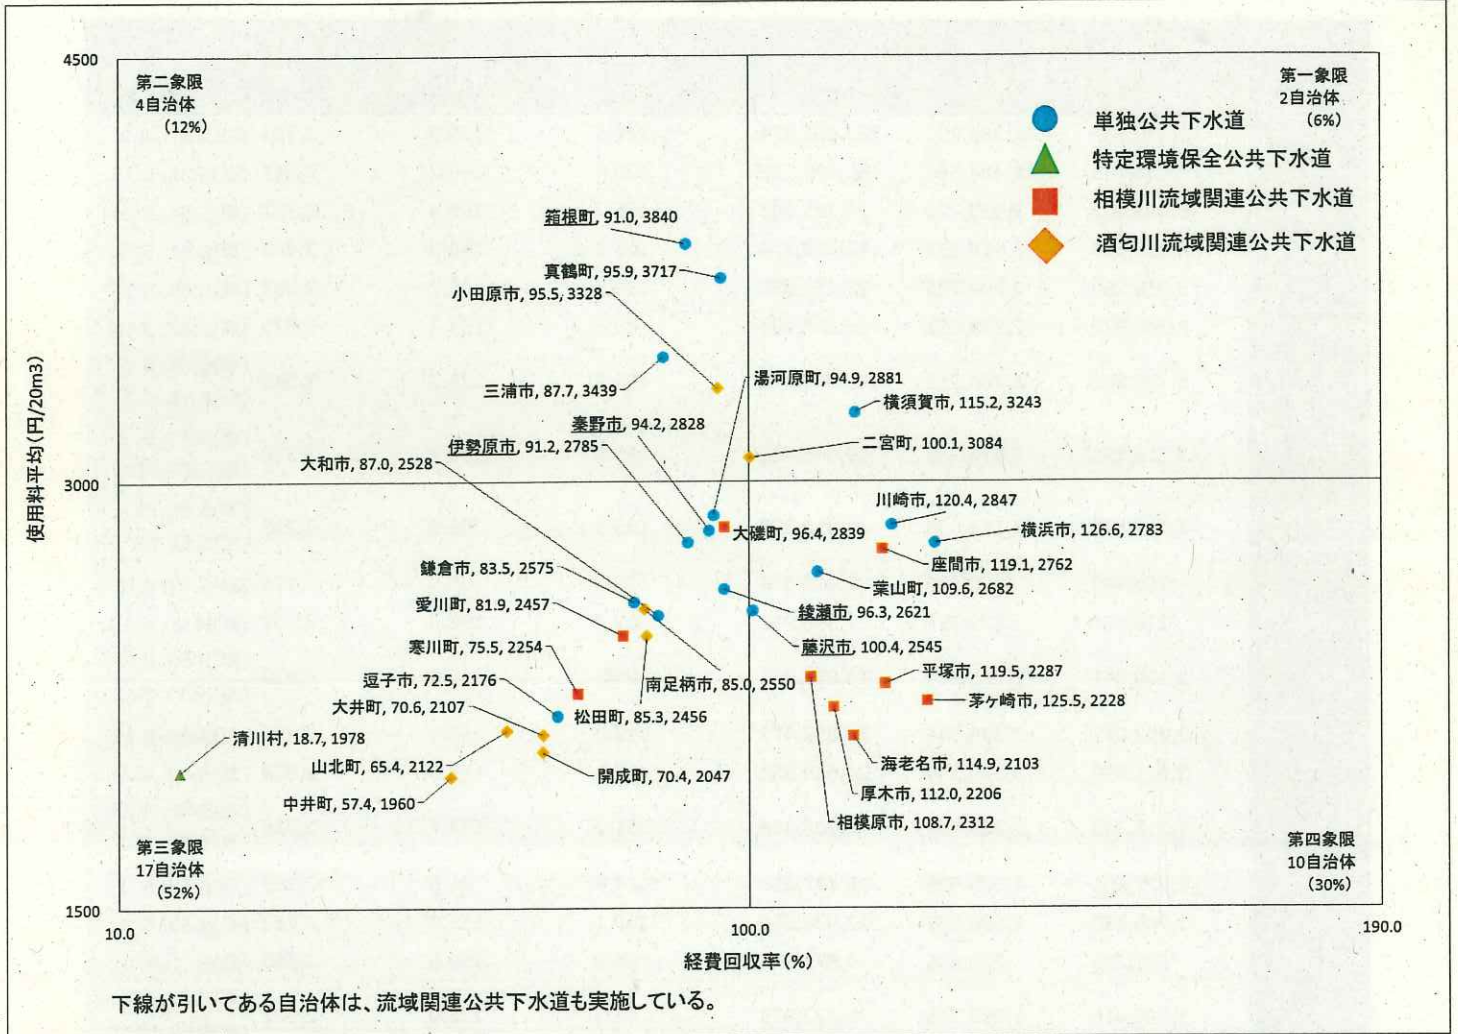 4500
第二象限
4自治体
(12%)
第一象限
2自治体
(6%)
単独公共下水道
特定環境保全公共下水道
相模川流域関連公共下水道
酒匂川流域関連公共下水道
箱根町, 91.0, 3840
真鶴町, 95.9, 3717
小田原市, 95.5, 3328
三浦市, 87.7, 3439
湯河原町, 94.9, 2881
横須賀市, 115.2, 3243
秦野市, 94.2, 2828
伊勢原市, 91.2, 2785
二宮町, 100.1, 3084
大和市, 87.0, 2528
3000
使用料平均(円/20m3)
川崎市, 120.4, 2847
大磯町, 96.4, 2839
横浜市, 126.6, 2783
座間市, 119.1, 2762
鎌倉市, 83.5, 2575
葉山町, 109.6, 2682
愛川町, 81.9, 2457
綾瀬市, 96.3, 2621
寒川町, 75.5, 2254
藤沢市, 100.4, 2545
逗子市, 72.5, 2176
南足柄市, 85.0, 2550
平塚市, 119.5, 2287
大井町, 70.6, 2107
松田町, 85.3, 2456
茅ヶ崎市, 125.5, 2228
清川村, 18.7, 1978
山北町, 65.4, 2122
開成町, 70.4, 2047
海老名市, 114.9, 2103
中井町, 57.4, 1960
厚木市, 112.0, 2206
相模原市, 108.7, 2312
第三象限
17自治体
(52%)
第四象限
10自治体
(30%)
1500
10.0
100.0
190.0
経費回収率(%)
下線が引いてある自治体は、流域関連公共下水道も実施している。